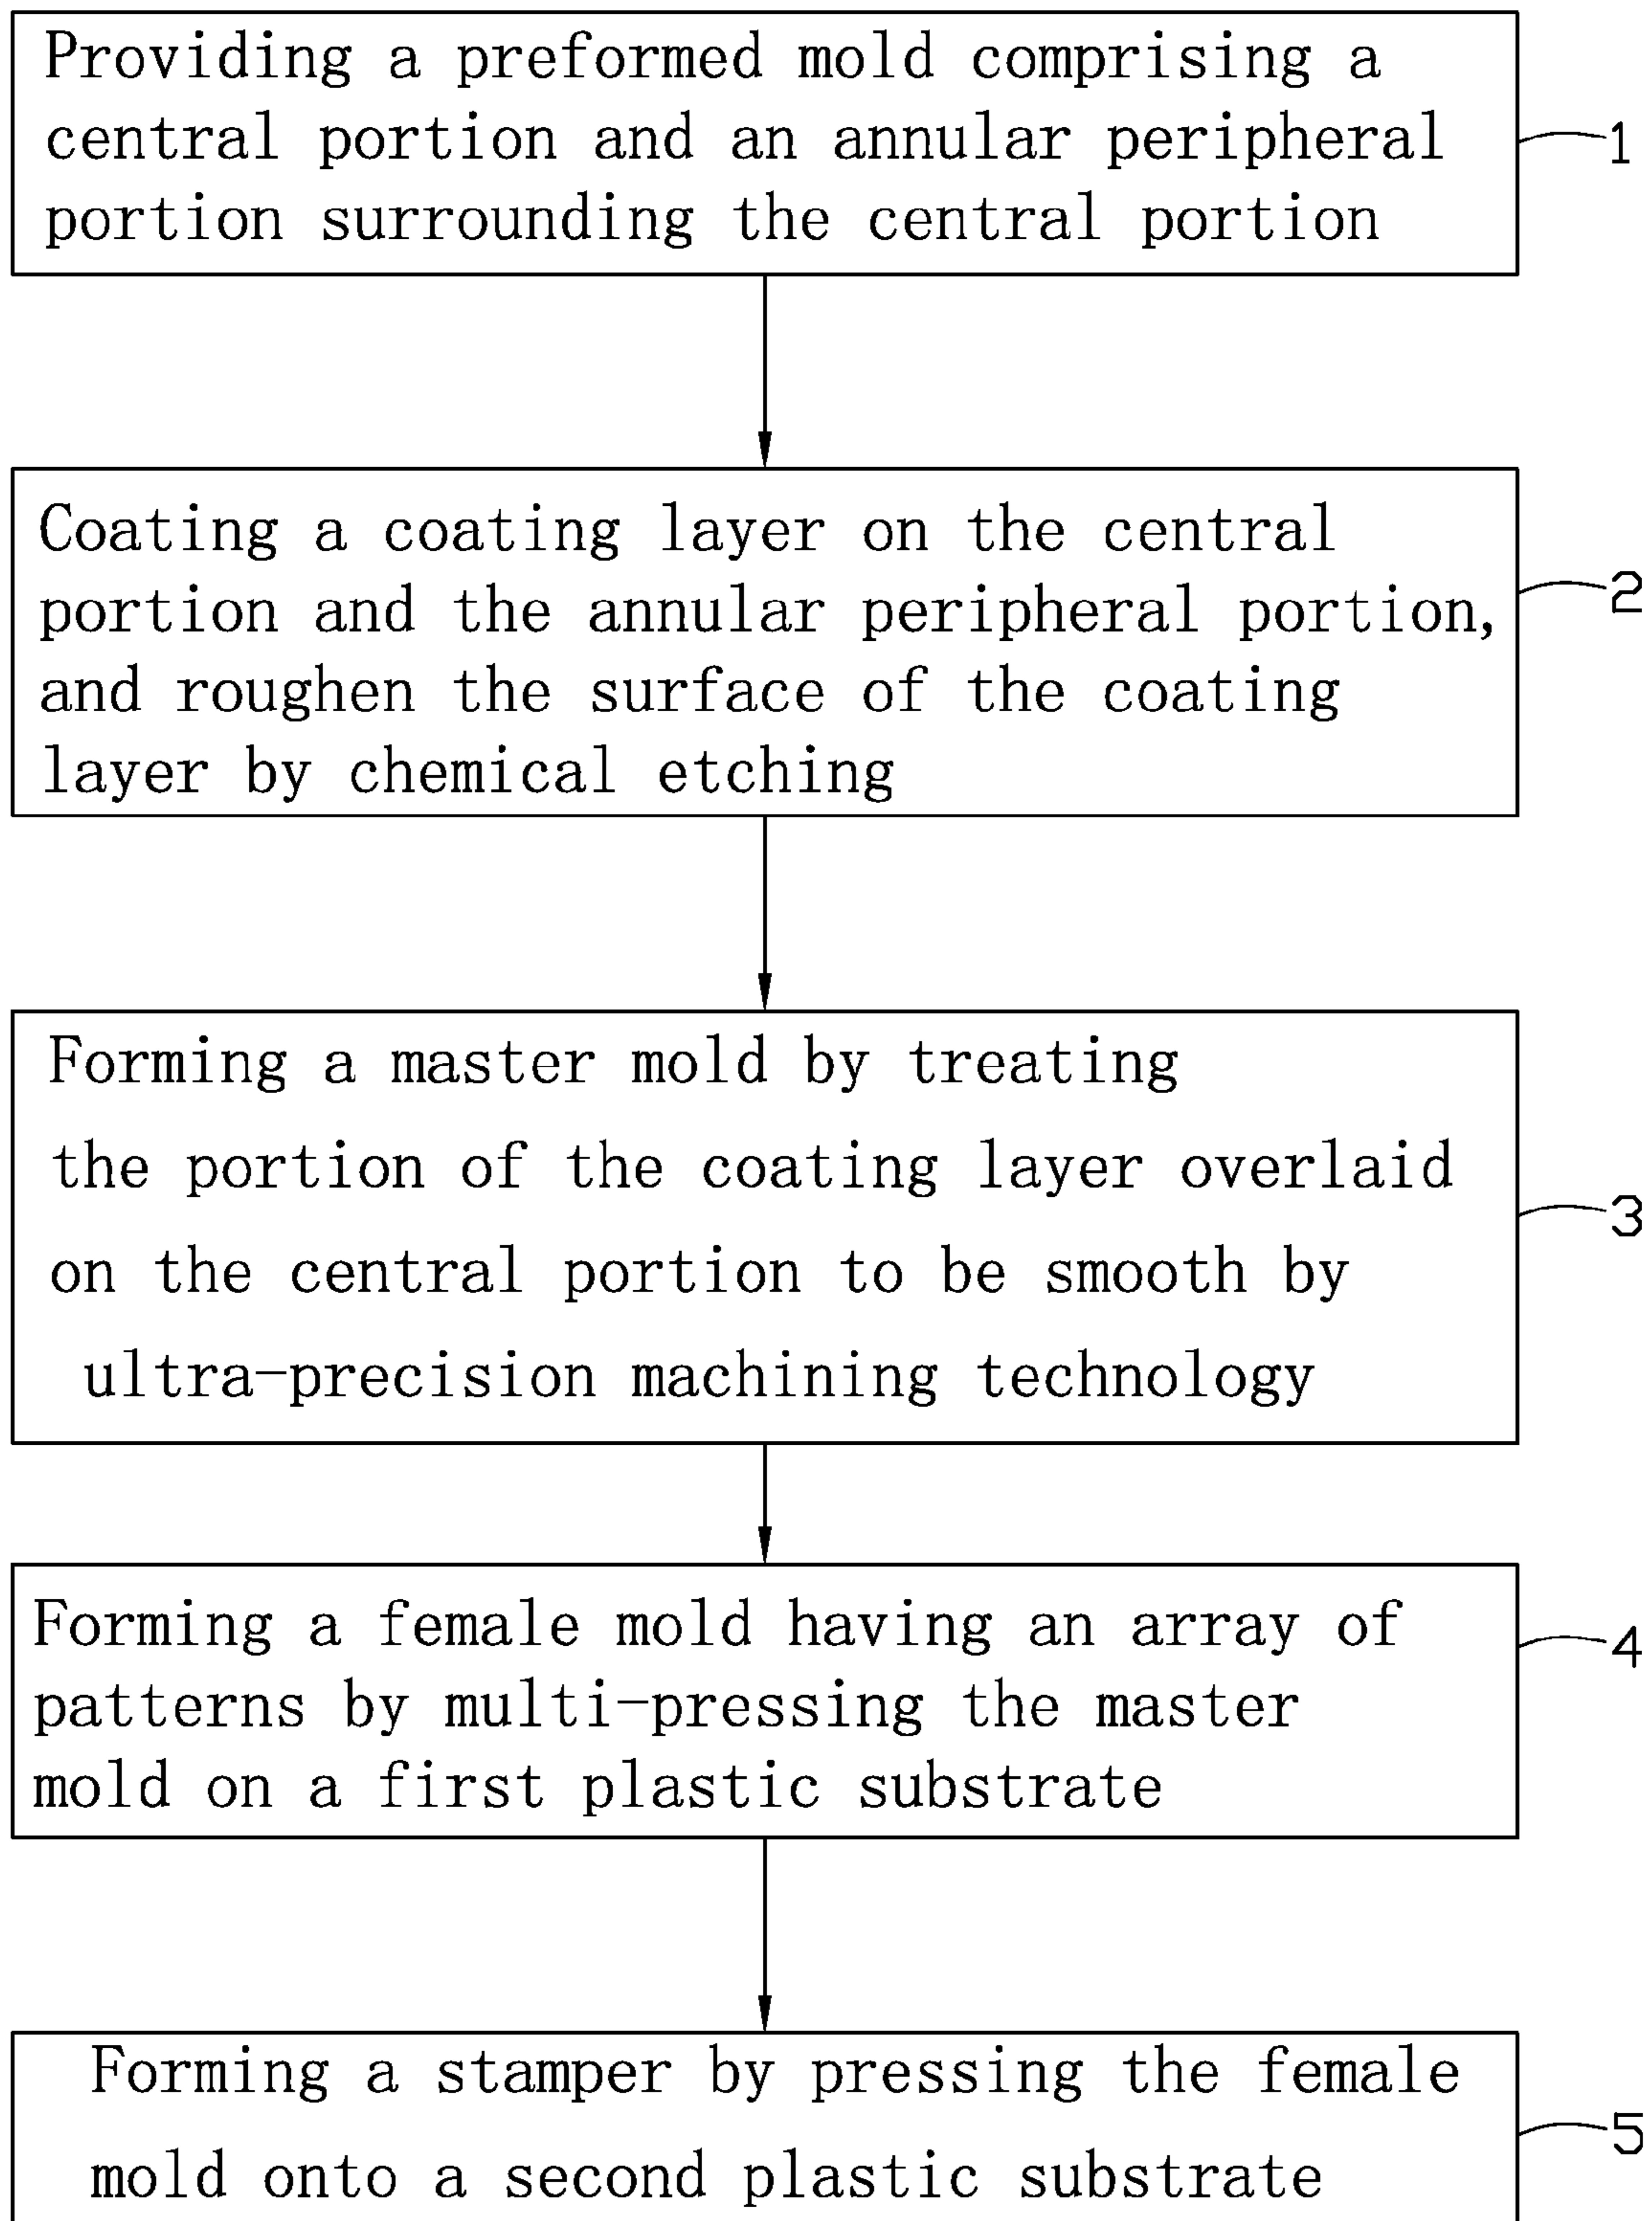 Providing a preformed mold comprising a
central portion and an annular peripheral
portion surrounding the central portion
1
Coating a coating layer on the central
portion and the annular peripheral portion,
and roughen the surface of the coating
layer by chemical etching
2
Forming a master mold by treating
the portion of the coating layer overlaid
on the central portion to be smooth by
ultra-precision machining technology
3
Forming a female mold having an array of
patterns by multi-pressing the master
mold on a first plastic substrate
4
Forming a stamper by pressing the female
mold onto a second plastic substrate
5